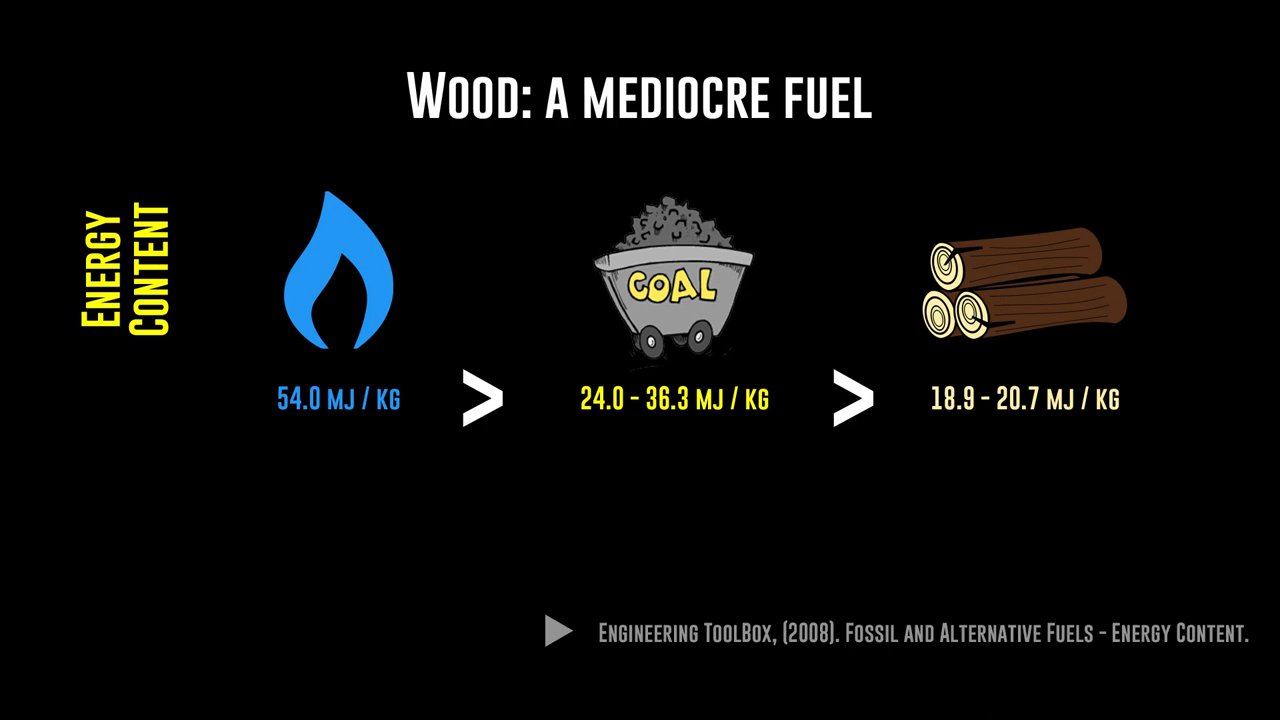 WOOD: A MEDIOCRE FUEL
ENERGY
CONTENT
COAL
54.0 MJ / KG
>
24.0 - 36.3 MJ / KG
>
18.9 - 20.7 MJ / KG
ENGINEERING TOOLBOX, (2008). FOSSIL AND ALTERNATIVE FUELS - ENERGY CONTENT.